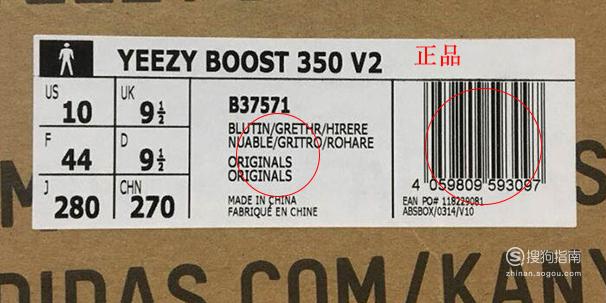 YEEZY BOOST 350 V2
正品
US 10 UK 9½
F 44 D 9½
J 280 CHN 270
B37571
BLUTIN/GRETHR/HIRERE
NUABLE/GRITRO/ROHARE
ORIGINALS
ORIGINALS
MADE IN CHINA
FABRIQUÉ EN CHINE
4 059809 593097
EAN PO# 118229081
ABSBOX/0314/V10
DIDAS.COM/KANY
搜狗指南
zhinan.sogou.com